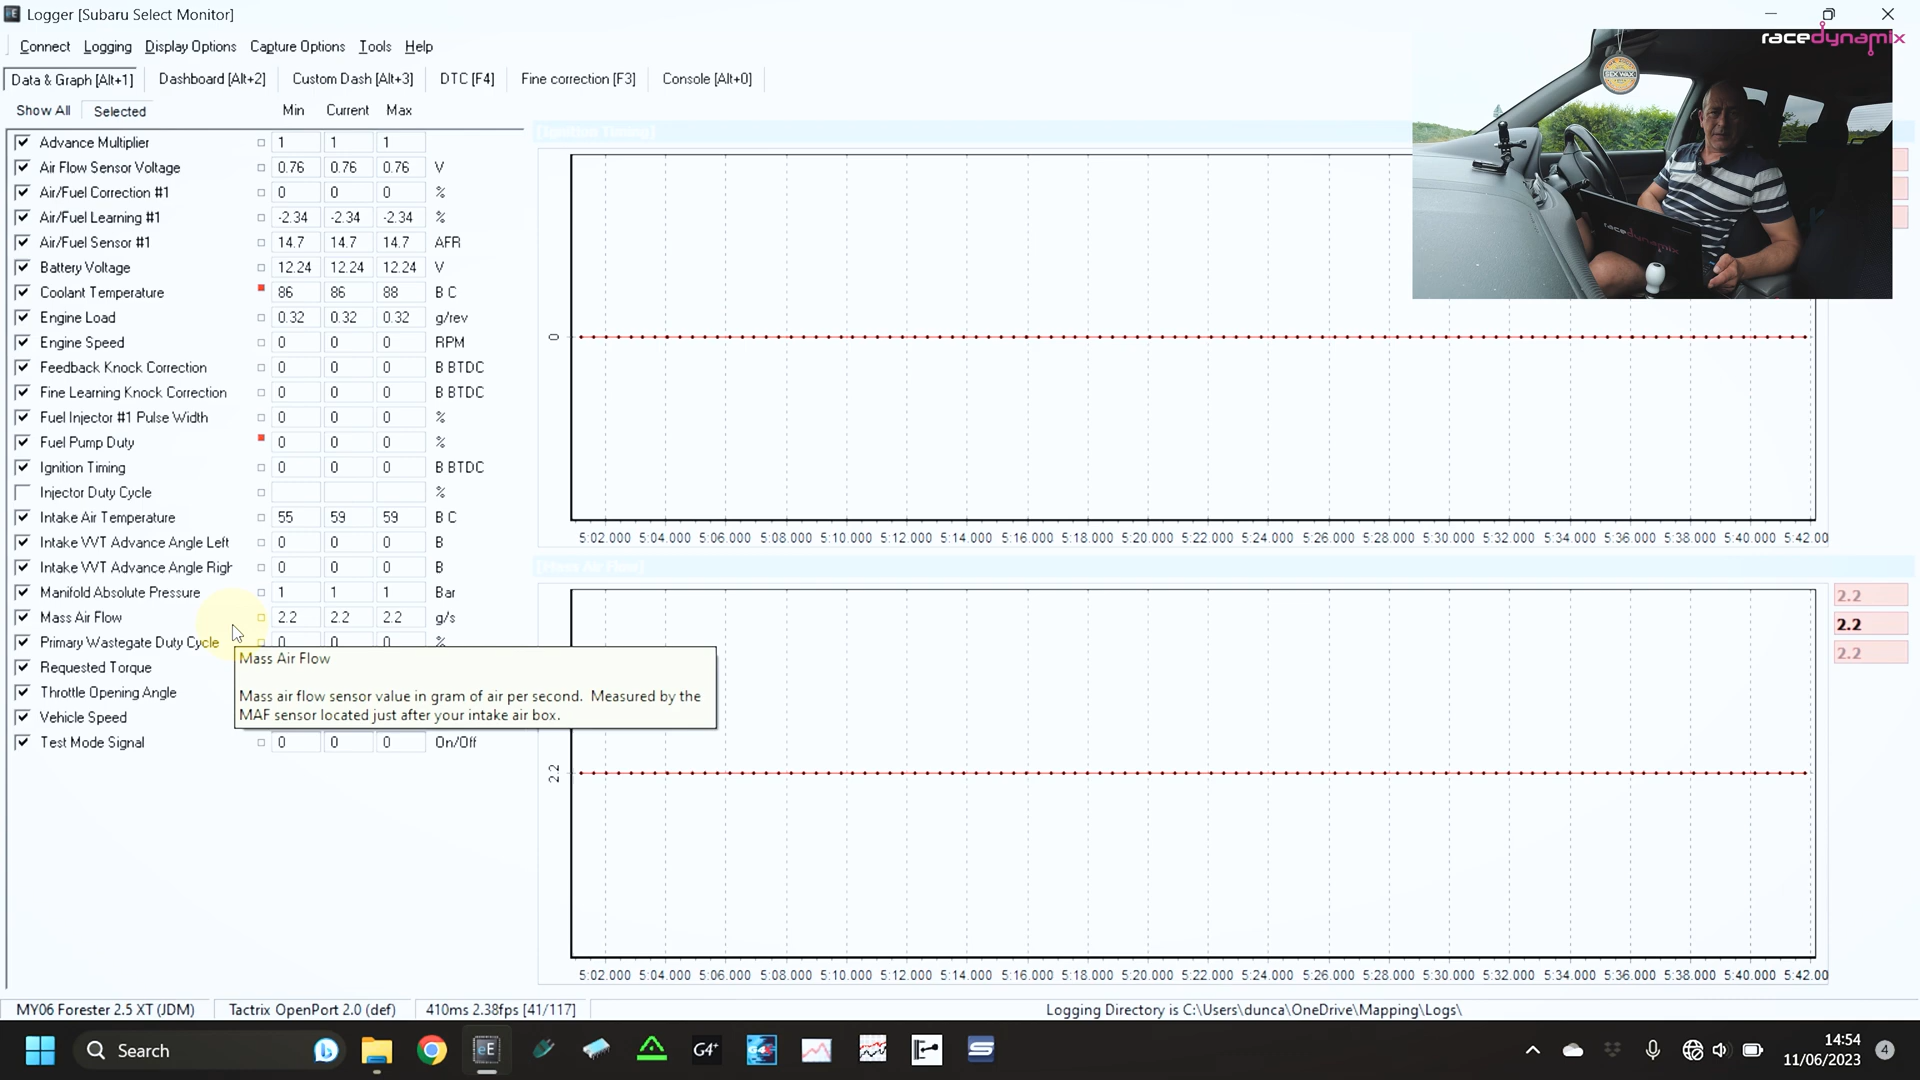 Logger [Subaru Select Monitor]
racedynamix
Connect Logging Display Options Capture Options Tools Help
Data & Graph [Alt+1] Dashboard [Alt+2] Custom Dash [Alt+3] DTC [F4] Fine correction [F3] Console [Alt+0]
Show All Selected Min Current Max
Advance Multiplier 1 1 1
Air Flow Sensor Voltage 0.76 0.76 0.76 V
Air/Fuel Correction #1 0 0 0 %
Air/Fuel Learning #1 -2.34 -2.34 -2.34 %
Air/Fuel Sensor #1 14.7 14.7 14.7 AFR
Battery Voltage 12.24 12.24 12.24 V
Coolant Temperature 86 86 88 B C
Engine Load 0.32 0.32 0.32 g/rev
Engine Speed 0 0 0 RPM
Feedback Knock Correction 0 0 0 B BTDC
Fine Learning Knock Correction 0 0 0 B BTDC
Fuel Injector #1 Pulse Width 0 0 0 %
Fuel Pump Duty 0 0 0 %
Ignition Timing 0 0 0 B BTDC
Injector Duty Cycle %
Intake Air Temperature 55 59 59 B C
Intake VVT Advance Angle Left 0 0 0 B
Intake VVT Advance Angle Righ 0 0 0 B
Manifold Absolute Pressure 1 1 1 Bar
Mass Air Flow 2.2 2.2 2.2 g/s
Primary Wastegate Duty Cycle 0 0 0 %
Requested Torque
Throttle Opening Angle
Vehicle Speed
Test Mode Signal 0 0 0 On/Off
Mass Air Flow
Mass air flow sensor value in gram of air per second. Measured by the
MAF sensor located just after your intake air box.
[Ignition Timing]
SEX WAX
racedynamix
0
5:02.000 5:04.000 5:06.000 5:08.000 5:10.000 5:12.000 5:14.000 5:16.000 5:18.000 5:20.000 5:22.000 5:24.000 5:26.000 5:28.000 5:30.000 5:32.000 5:34.000 5:36.000 5:38.000 5:40.000 5:42.00
[Mass Air Flow]
2.2
2.2
2.2
2.2
5:02.000 5:04.000 5:06.000 5:08.000 5:10.000 5:12.000 5:14.000 5:16.000 5:18.000 5:20.000 5:22.000 5:24.000 5:26.000 5:28.000 5:30.000 5:32.000 5:34.000 5:36.000 5:38.000 5:40.000 5:42.00
MY06 Forester 2.5 XT (JDM) Tactrix OpenPort 2.0 (def) 410ms 2.38fps [41/117] Logging Directory is C:\Users\dunca\OneDrive\Mapping\Logs\
Search eE G4+ 14:54
11/06/2023 4